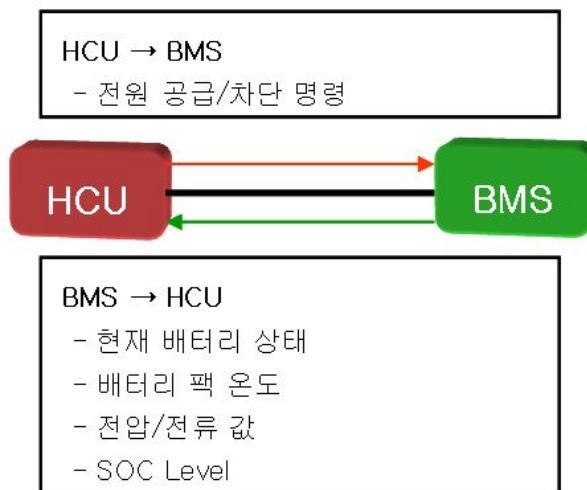 HCU → BMS
- 전원 공급/차단 명령
HCU
BMS
BMS → HCU
- 현재 배터리 상태
- 배터리 팩 온도
- 전압/전류 값
- SOC Level